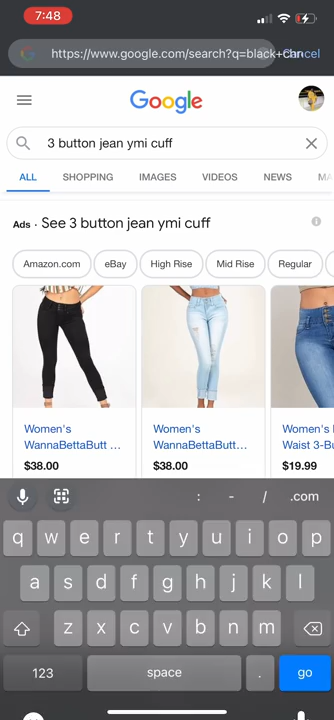 7:48
https://www.google.com/search?q=black+chr
Cancel
Google
3 button jean ymi cuff
ALL SHOPPING IMAGES VIDEOS NEWS MA
Ads · See 3 button jean ymi cuff
Amazon.com eBay High Rise Mid Rise Regular
Women's Women's Women's
WannaBettaButt ... WannaBettaButt... Waist 3-Bu
$38.00 $38.00 $19.99
: - / .com
q w e r t y u i o p
a s d f g h j k l
z x c v b n m
123 space . go